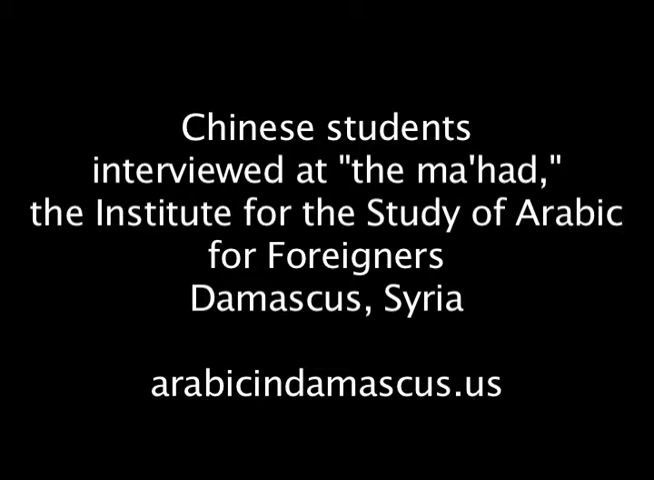 Chinese students
interviewed at "the ma'had,"
the Institute for the Study of Arabic
for Foreigners
Damascus, Syria
arabicindamascus.us